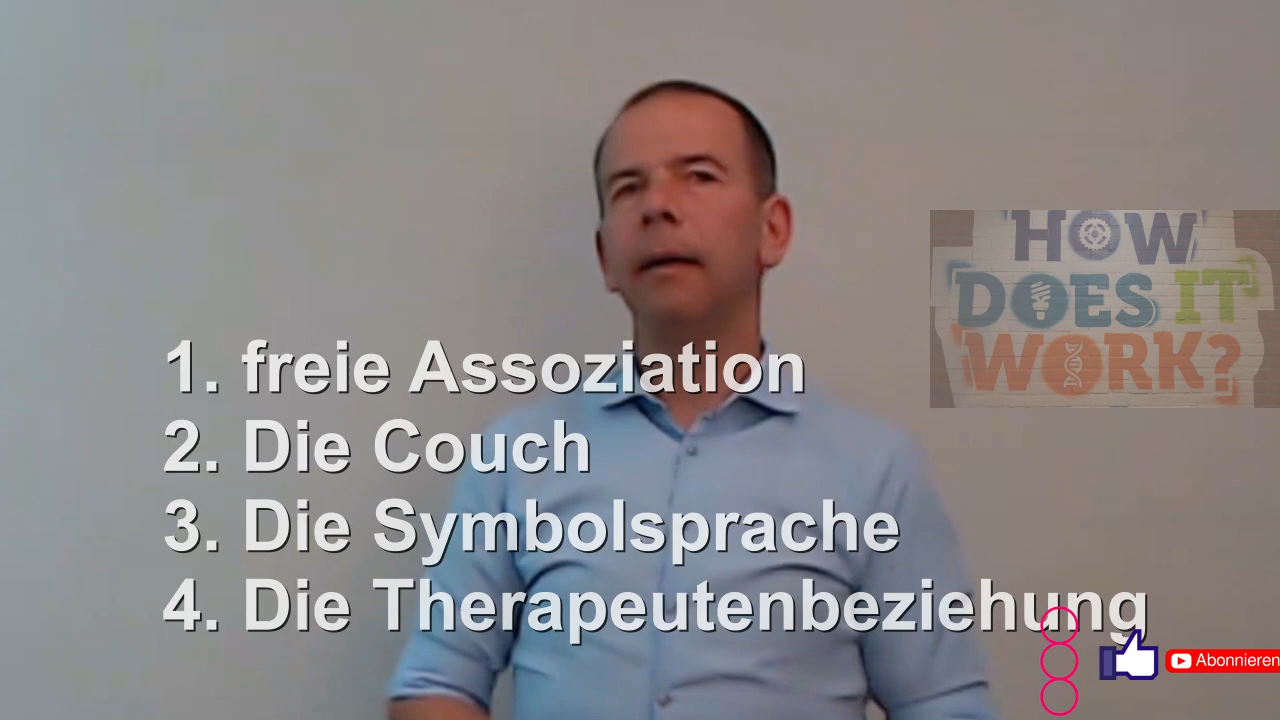 HOW
DOES IT
WORK?
1. freie Assoziation
2. Die Couch
3. Die Symbolsprache
4. Die Therapeutenbeziehung
Abonnieren